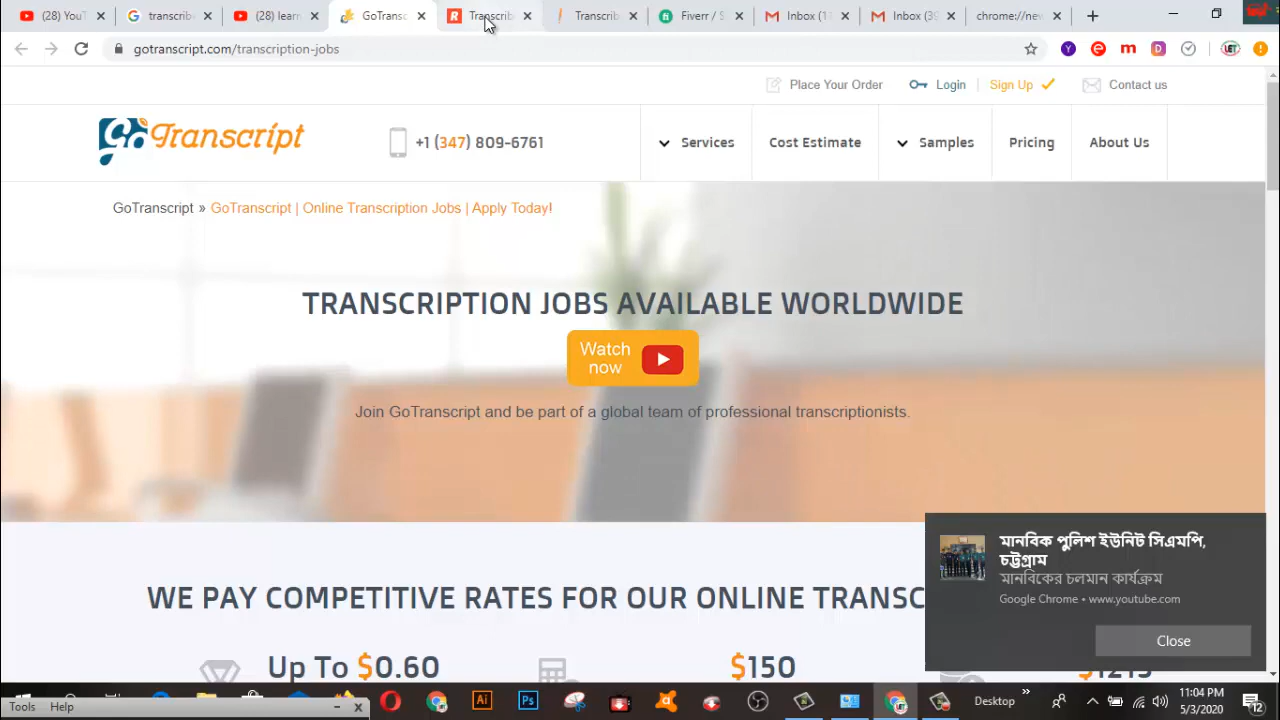 (28) YouT
transcrib
(28) learn
GoTransc
Transcrib
Transcrib
Fiverr / S
Inbox (1
Inbox (39
chrome://new
gotranscript.com/transcription-jobs
Place Your Order
Login
Sign Up
Contact us
GoTranscript
+1 (347) 809-6761
Services
Cost Estimate
Samples
Pricing
About Us
GoTranscript » GoTranscript | Online Transcription Jobs | Apply Today!
TRANSCRIPTION JOBS AVAILABLE WORLDWIDE
Watch
now
Join GoTranscript and be part of a global team of professional transcriptionists.
WE PAY COMPETITIVE RATES FOR OUR ONLINE TRANSC
Up To $0.60
$150
$1215
মানবিক পুলিশ ইউনিট সিএমপি,
চট্টগ্রাম
মানবিকের চলমান কার্যক্রম
Google Chrome • www.youtube.com
Close
Tools Help
Desktop
11:04 PM
5/3/2020
12